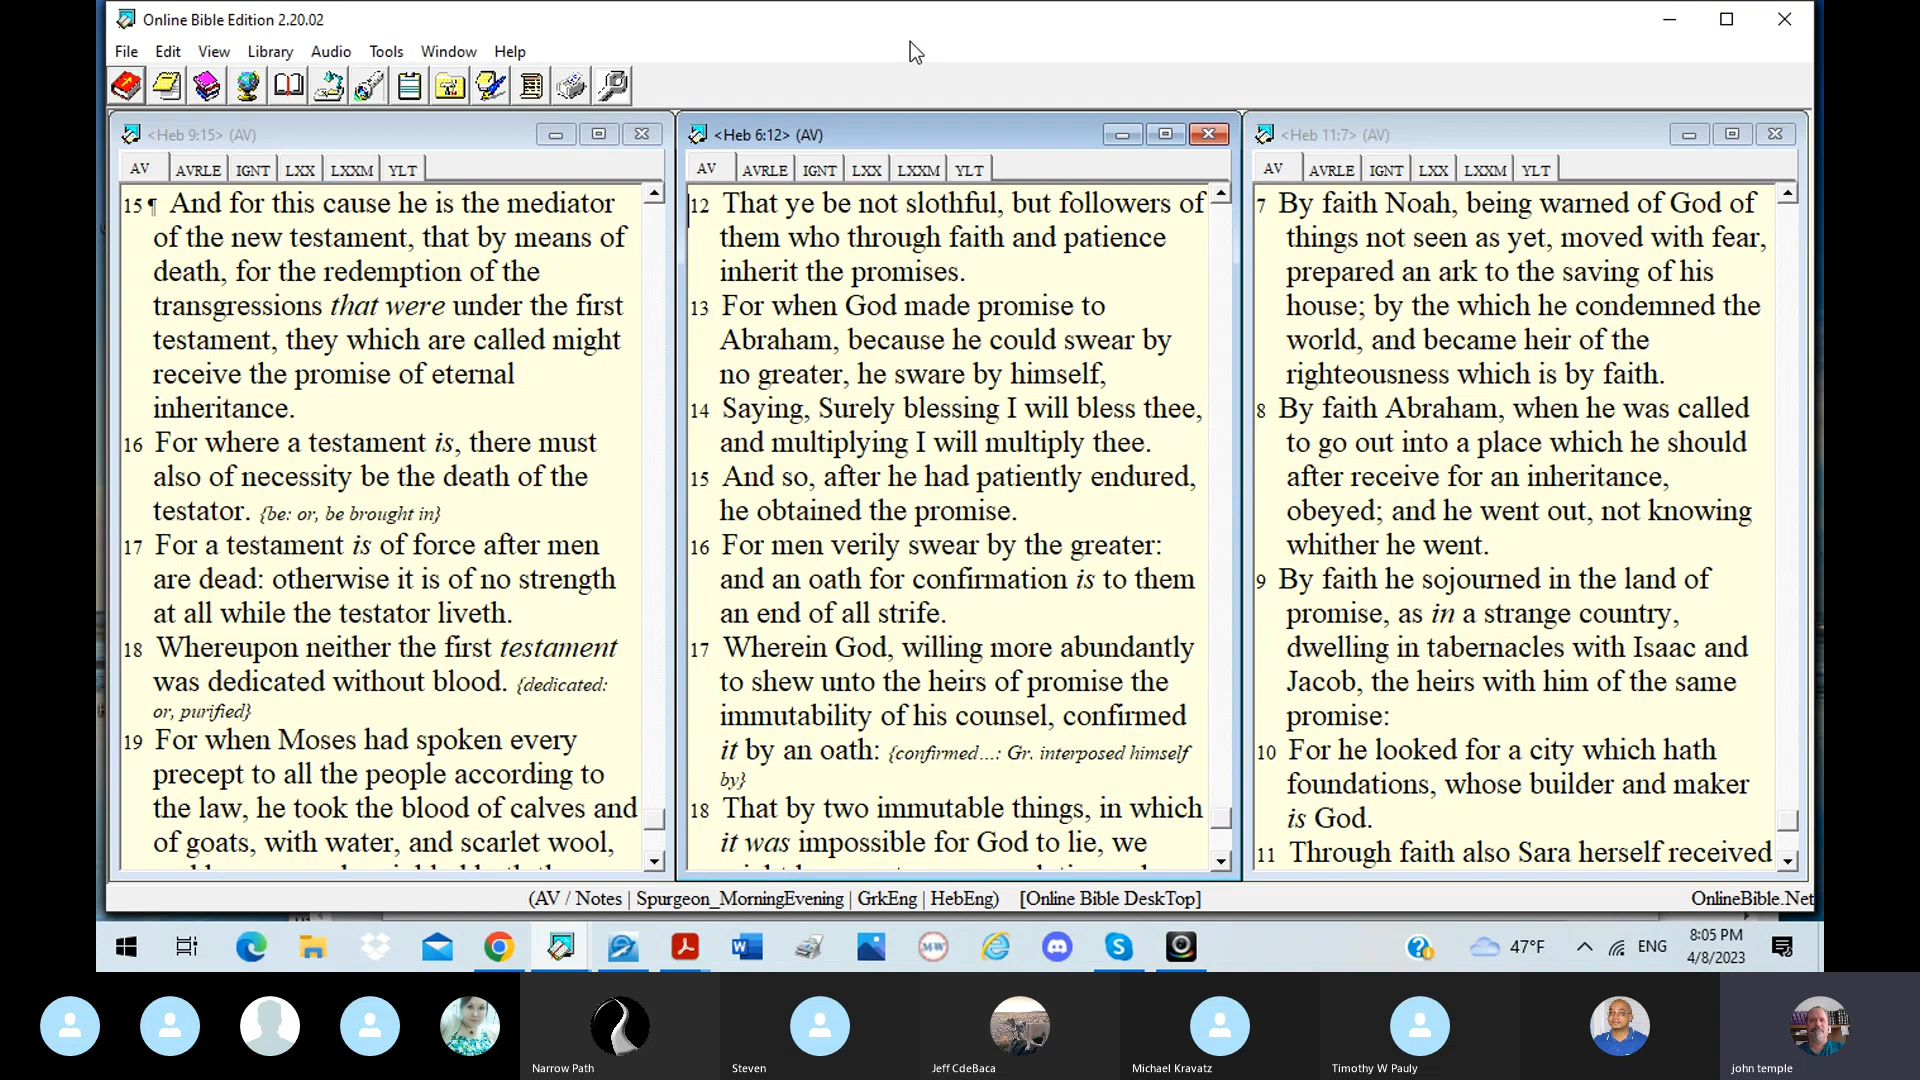 Online Bible Edition 2.20.02
File Edit View Library Audio Tools Window Help
<Heb 9:15> (AV)
AV AVRLE IGNT LXX LXXM YLT
15 ¶ And for this cause he is the mediator
of the new testament, that by means of
death, for the redemption of the
transgressions that were under the first
testament, they which are called might
receive the promise of eternal
inheritance.
16 For where a testament is, there must
also of necessity be the death of the
testator. {be: or, be brought in}
17 For a testament is of force after men
are dead: otherwise it is of no strength
at all while the testator liveth.
18 Whereupon neither the first testament
was dedicated without blood. {dedicated:
or, purified}
19 For when Moses had spoken every
precept to all the people according to
the law, he took the blood of calves and
of goats, with water, and scarlet wool,
<Heb 6:12> (AV)
AV AVRLE IGNT LXX LXXM YLT
12 That ye be not slothful, but followers of
them who through faith and patience
inherit the promises.
13 For when God made promise to
Abraham, because he could swear by
no greater, he sware by himself,
14 Saying, Surely blessing I will bless thee,
and multiplying I will multiply thee.
15 And so, after he had patiently endured,
he obtained the promise.
16 For men verily swear by the greater:
and an oath for confirmation is to them
an end of all strife.
17 Wherein God, willing more abundantly
to shew unto the heirs of promise the
immutability of his counsel, confirmed
it by an oath: {confirmed...: Gr. interposed himself
by}
18 That by two immutable things, in which
it was impossible for God to lie, we
<Heb 11:7> (AV)
AV AVRLE IGNT LXX LXXM YLT
7 By faith Noah, being warned of God of
things not seen as yet, moved with fear,
prepared an ark to the saving of his
house; by the which he condemned the
world, and became heir of the
righteousness which is by faith.
8 By faith Abraham, when he was called
to go out into a place which he should
after receive for an inheritance,
obeyed; and he went out, not knowing
whither he went.
9 By faith he sojourned in the land of
promise, as in a strange country,
dwelling in tabernacles with Isaac and
Jacob, the heirs with him of the same
promise:
10 For he looked for a city which hath
foundations, whose builder and maker
is God.
11 Through faith also Sara herself received
(AV / Notes | Spurgeon_MorningEvening | GrkEng | HebEng) [Online Bible DeskTop] OnlineBible.Net
47°F ENG 8:05 PM
4/8/2023
Narrow Path Steven Jeff CdeBaca Michael Kravatz Timothy W Pauly john temple